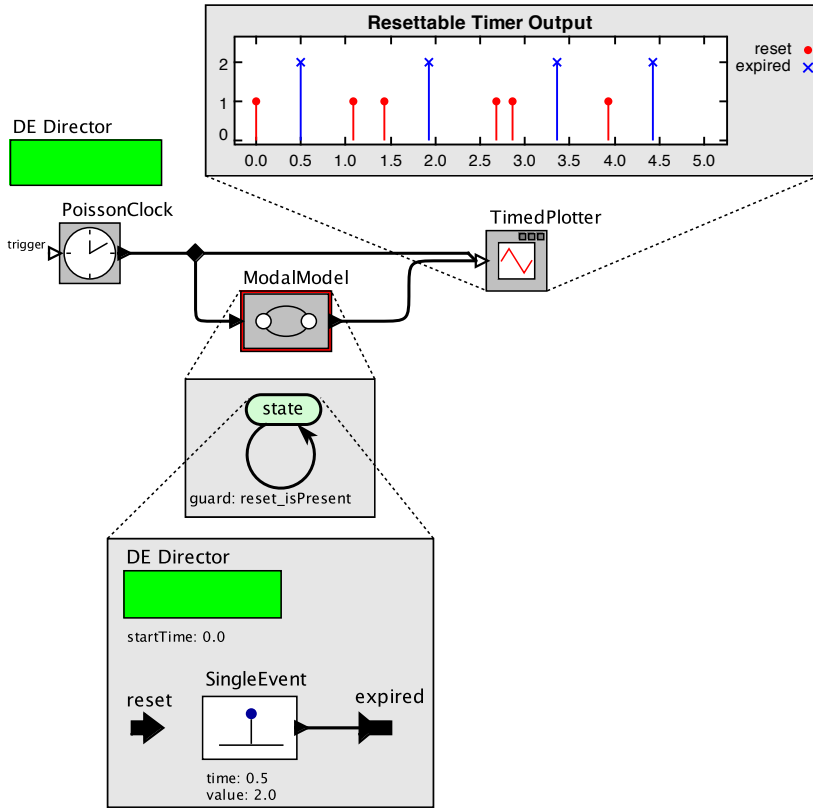 Resettable Timer Output
reset
expired
2
1
0
0.0 0.5 1.0 1.5 2.0 2.5 3.0 3.5 4.0 4.5 5.0
DE Director
PoissonClock
trigger
TimedPlotter
ModalModel
state
guard: reset_isPresent
DE Director
startTime: 0.0
SingleEvent
reset
expired
time: 0.5
value: 2.0